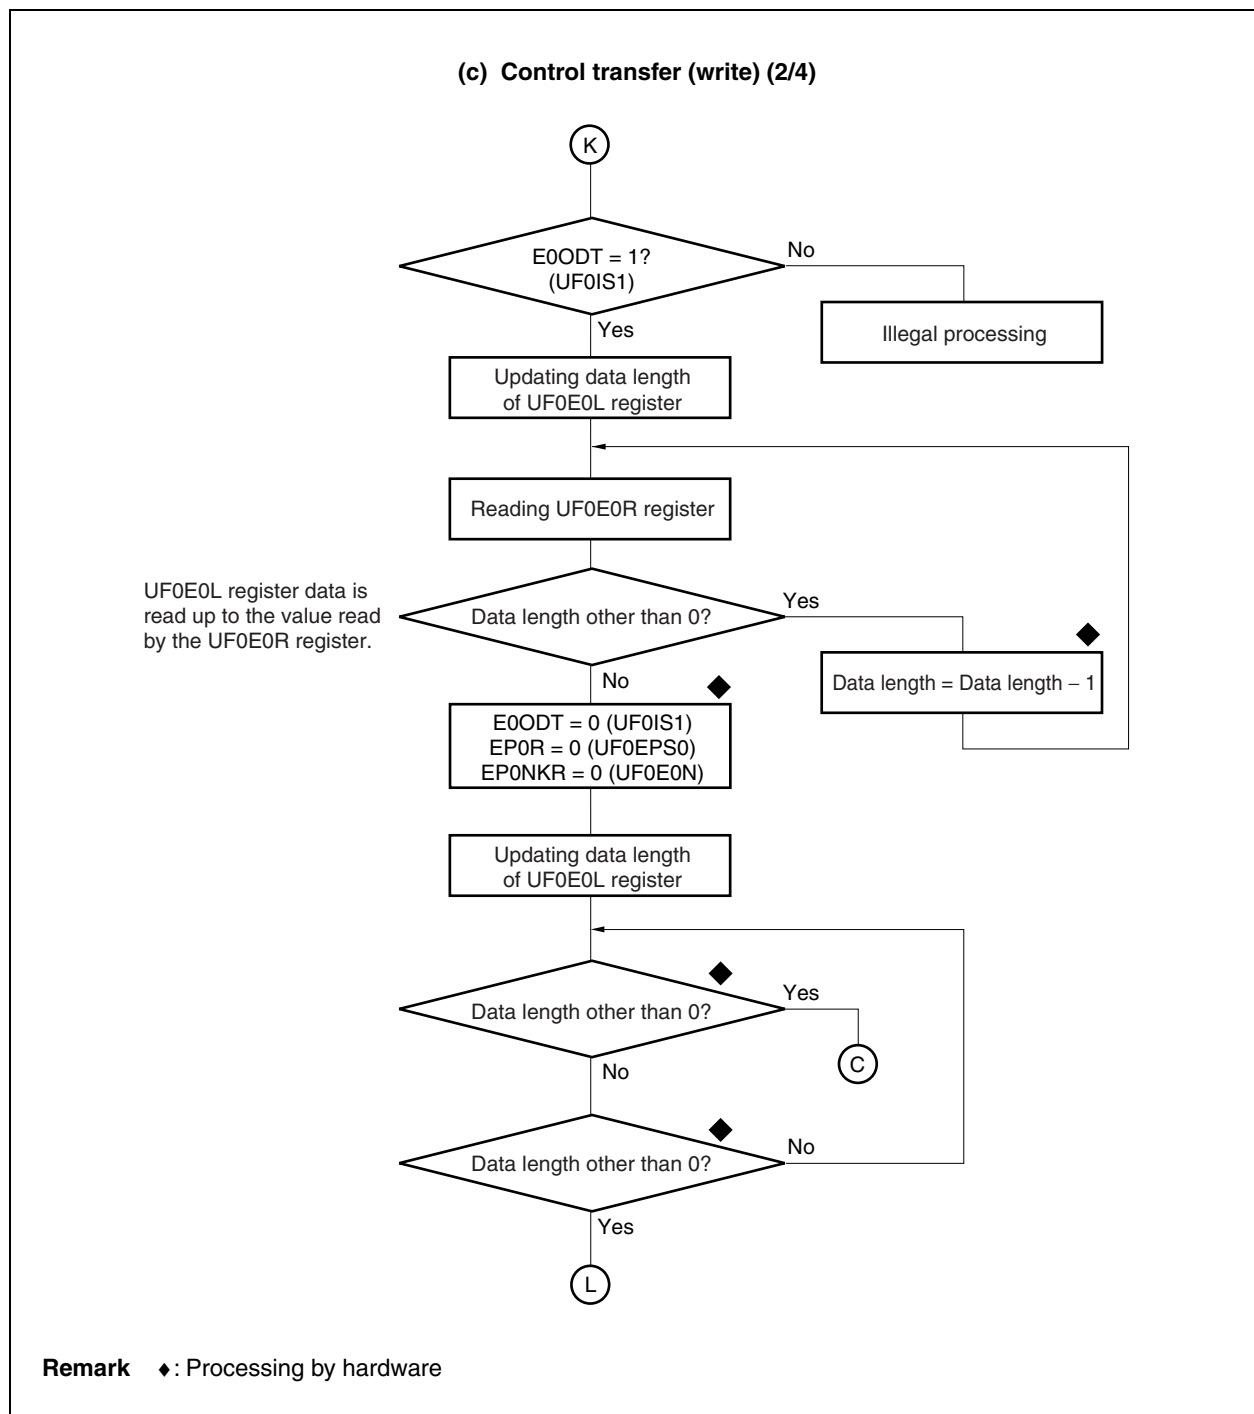 (c) Control transfer (write) (2/4)
K
E0ODT = 1?
(UF0IS1)
No
Illegal processing
Yes
Updating data length
of UF0E0L register
Reading UF0E0R register
UF0E0L register data is
read up to the value read
by the UF0E0R register.
Data length other than 0?
Yes
Data length = Data length – 1
No
E0ODT = 0 (UF0IS1)
EP0R = 0 (UF0EPS0)
EP0NKR = 0 (UF0E0N)
Updating data length
of UF0E0L register
Data length other than 0?
Yes
C
No
Data length other than 0?
No
Yes
L
Remark ♦: Processing by hardware